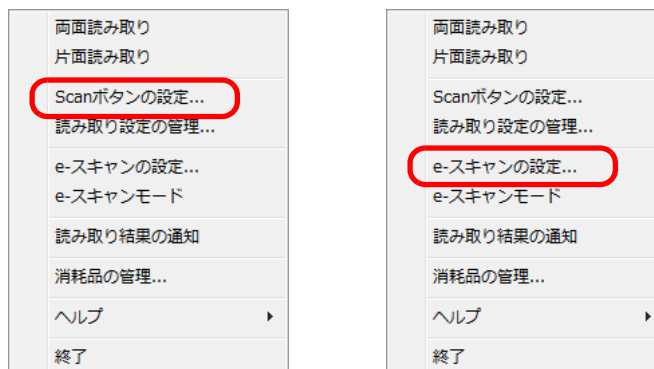 両面読み取り
片面読み取り
Scanボタンの設定...
読み取り設定の管理...
e-スキャンの設定...
e-スキャンモード
読み取り結果の通知
消耗品の管理...
ヘルプ
終了
両面読み取り
片面読み取り
Scanボタンの設定...
読み取り設定の管理...
e-スキャンの設定...
e-スキャンモード
読み取り結果の通知
消耗品の管理...
ヘルプ
終了